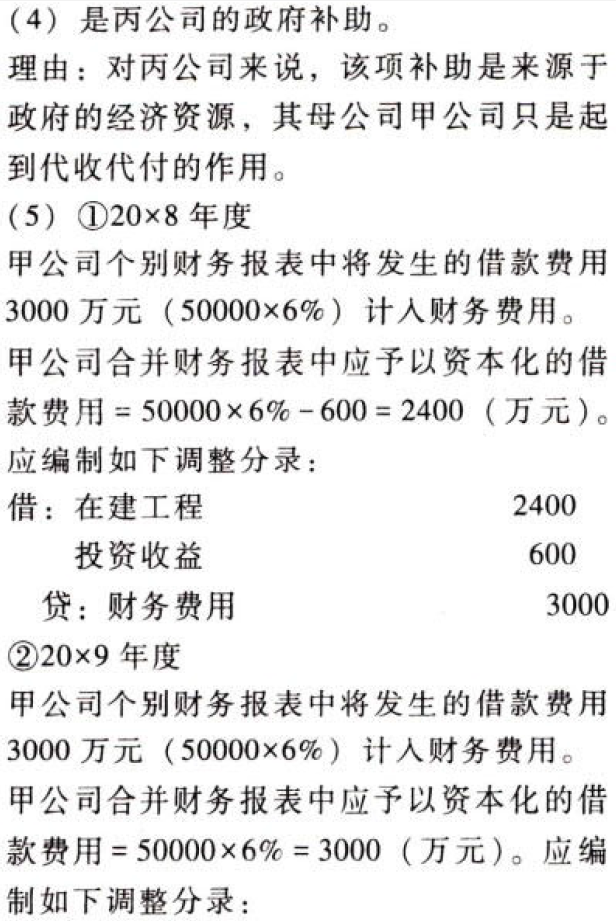 （4）是丙公司的政府补助。
理由：对丙公司来说，该项补助是来源于
政府的经济资源，其母公司甲公司只是起
到代收代付的作用。
（5）①20×8 年度
甲公司个别财务报表中将发生的借款费用
3000 万元（50000×6%）计入财务费用。
甲公司合并财务报表中应予以资本化的借
款费用 = 50000×6% - 600 = 2400（万元）。
应编制如下调整分录：
借：在建工程 2400
投资收益 600
贷：财务费用 3000
②20×9 年度
甲公司个别财务报表中将发生的借款费用
3000 万元（50000×6%）计入财务费用。
甲公司合并财务报表中应予以资本化的借
款费用 = 50000×6% = 3000（万元）。应编
制如下调整分录：